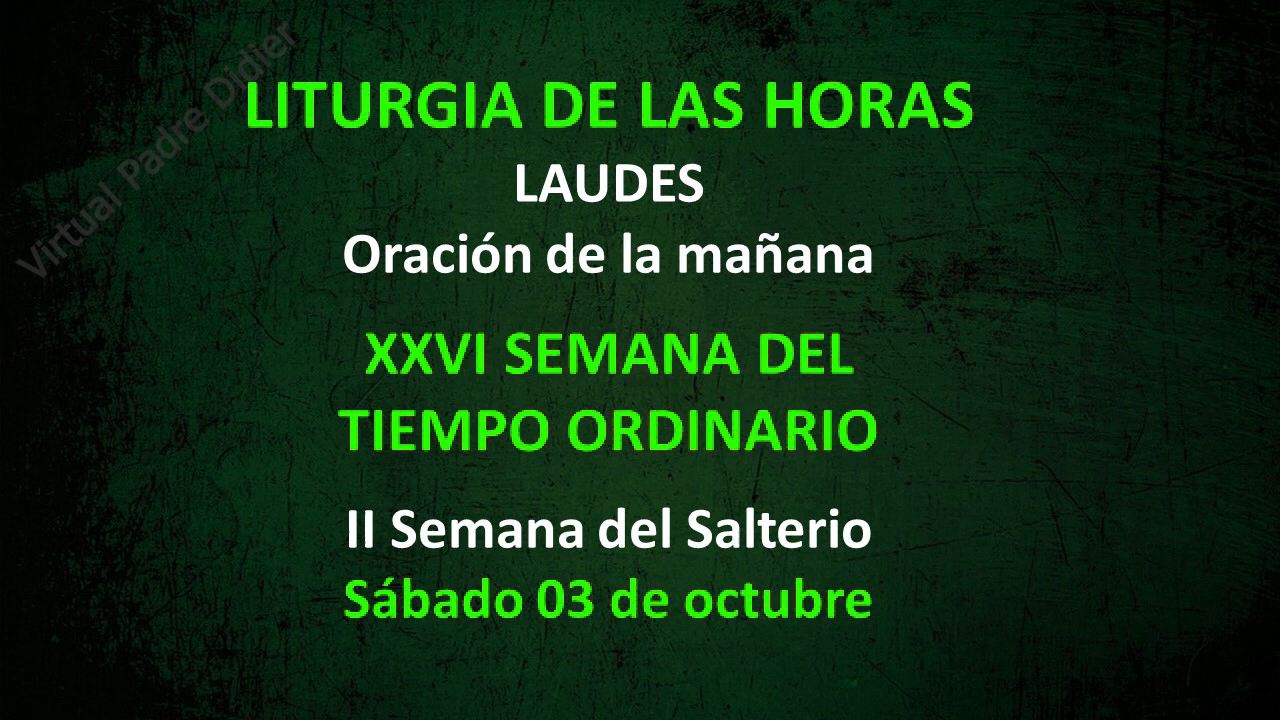 Virtual Padre Didier
LITURGIA DE LAS HORAS
LAUDES
Oración de la mañana
XXVI SEMANA DEL
TIEMPO ORDINARIO
II Semana del Salterio
Sábado 03 de octubre